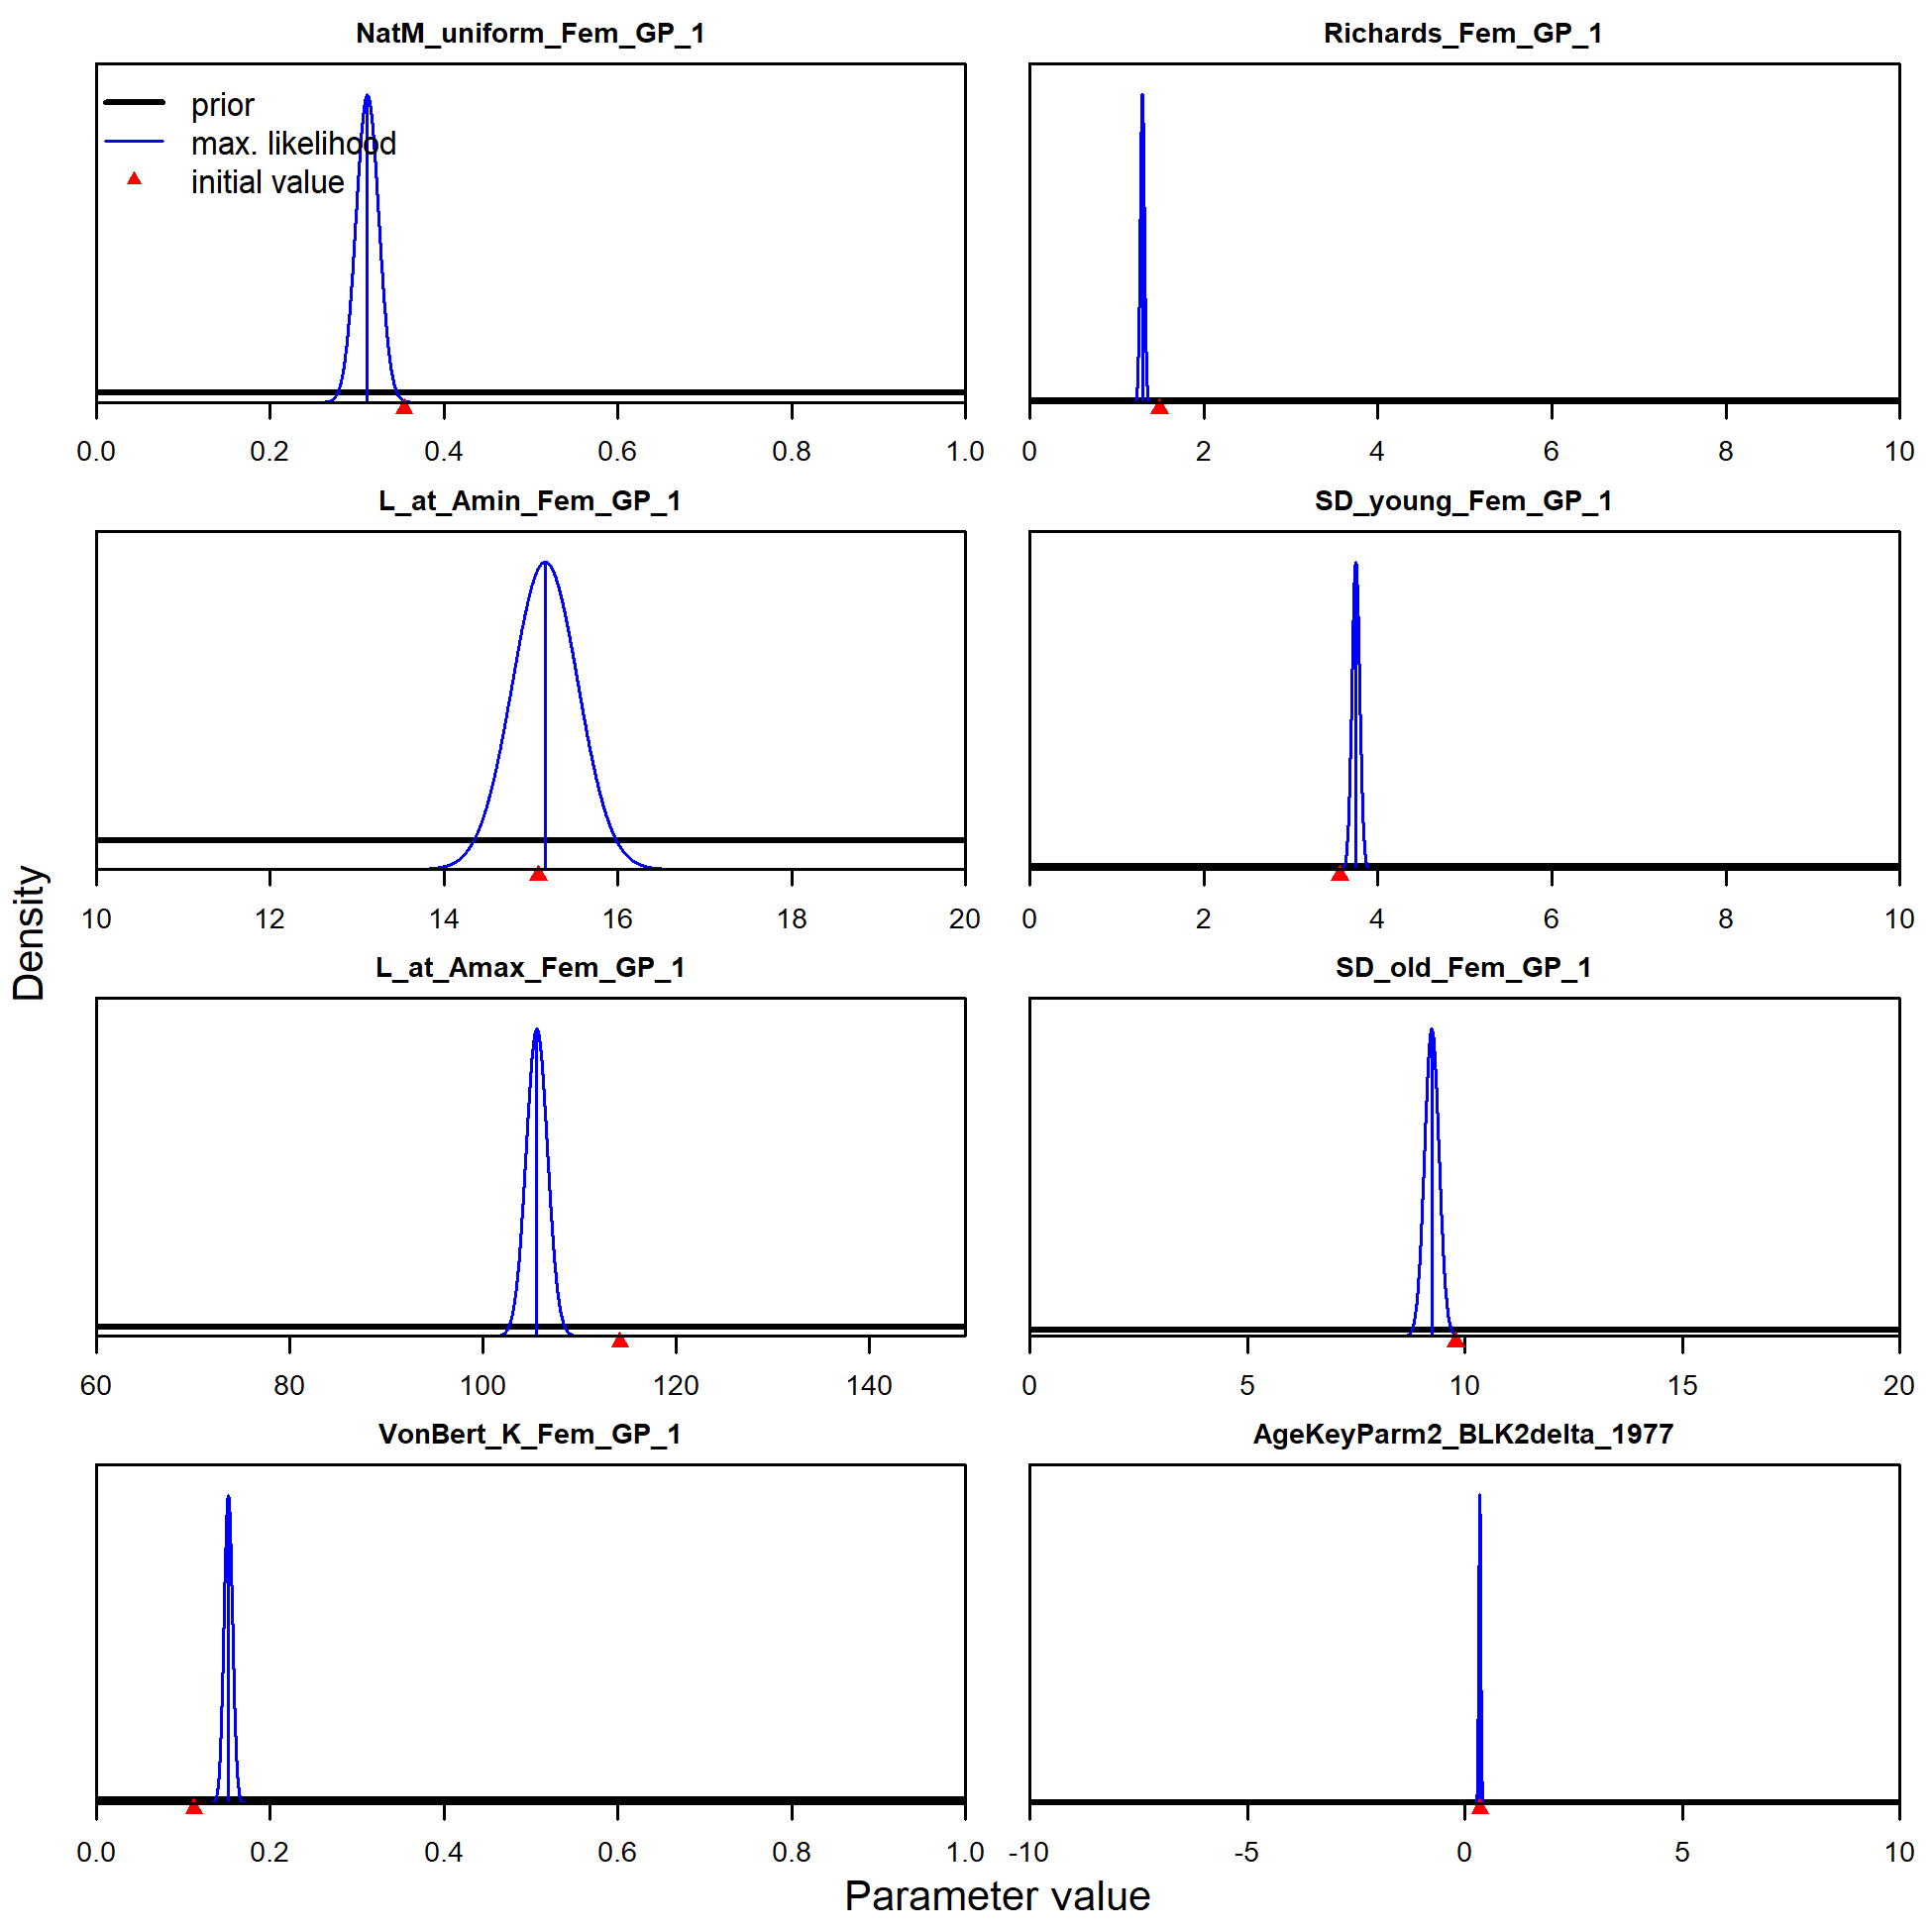 NatM_uniform_Fem_GP_1
prior
max. likelihood
initial value
0.0 0.2 0.4 0.6 0.8 1.0
Richards_Fem_GP_1
0 2 4 6 8 10
L_at_Amin_Fem_GP_1
10 12 14 16 18 20
SD_young_Fem_GP_1
0 2 4 6 8 10
L_at_Amax_Fem_GP_1
60 80 100 120 140
SD_old_Fem_GP_1
0 5 10 15 20
VonBert_K_Fem_GP_1
0.0 0.2 0.4 0.6 0.8 1.0
AgeKeyParm2_BLK2delta_1977
-10 -5 0 5 10
Density
Parameter value